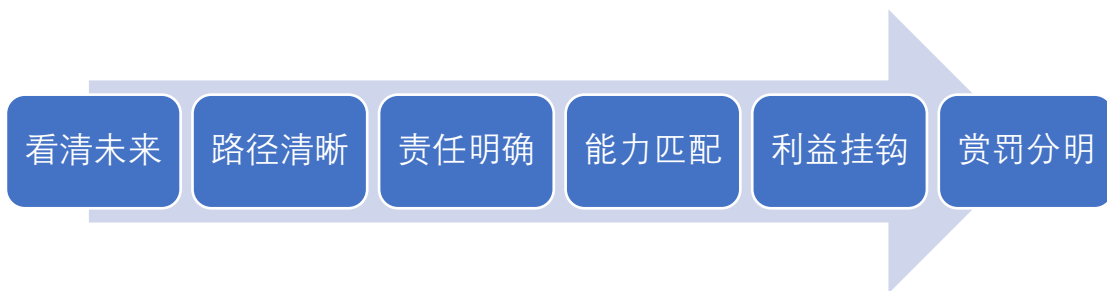 看清未来
路径清晰
责任明确
能力匹配
利益挂钩
赏罚分明